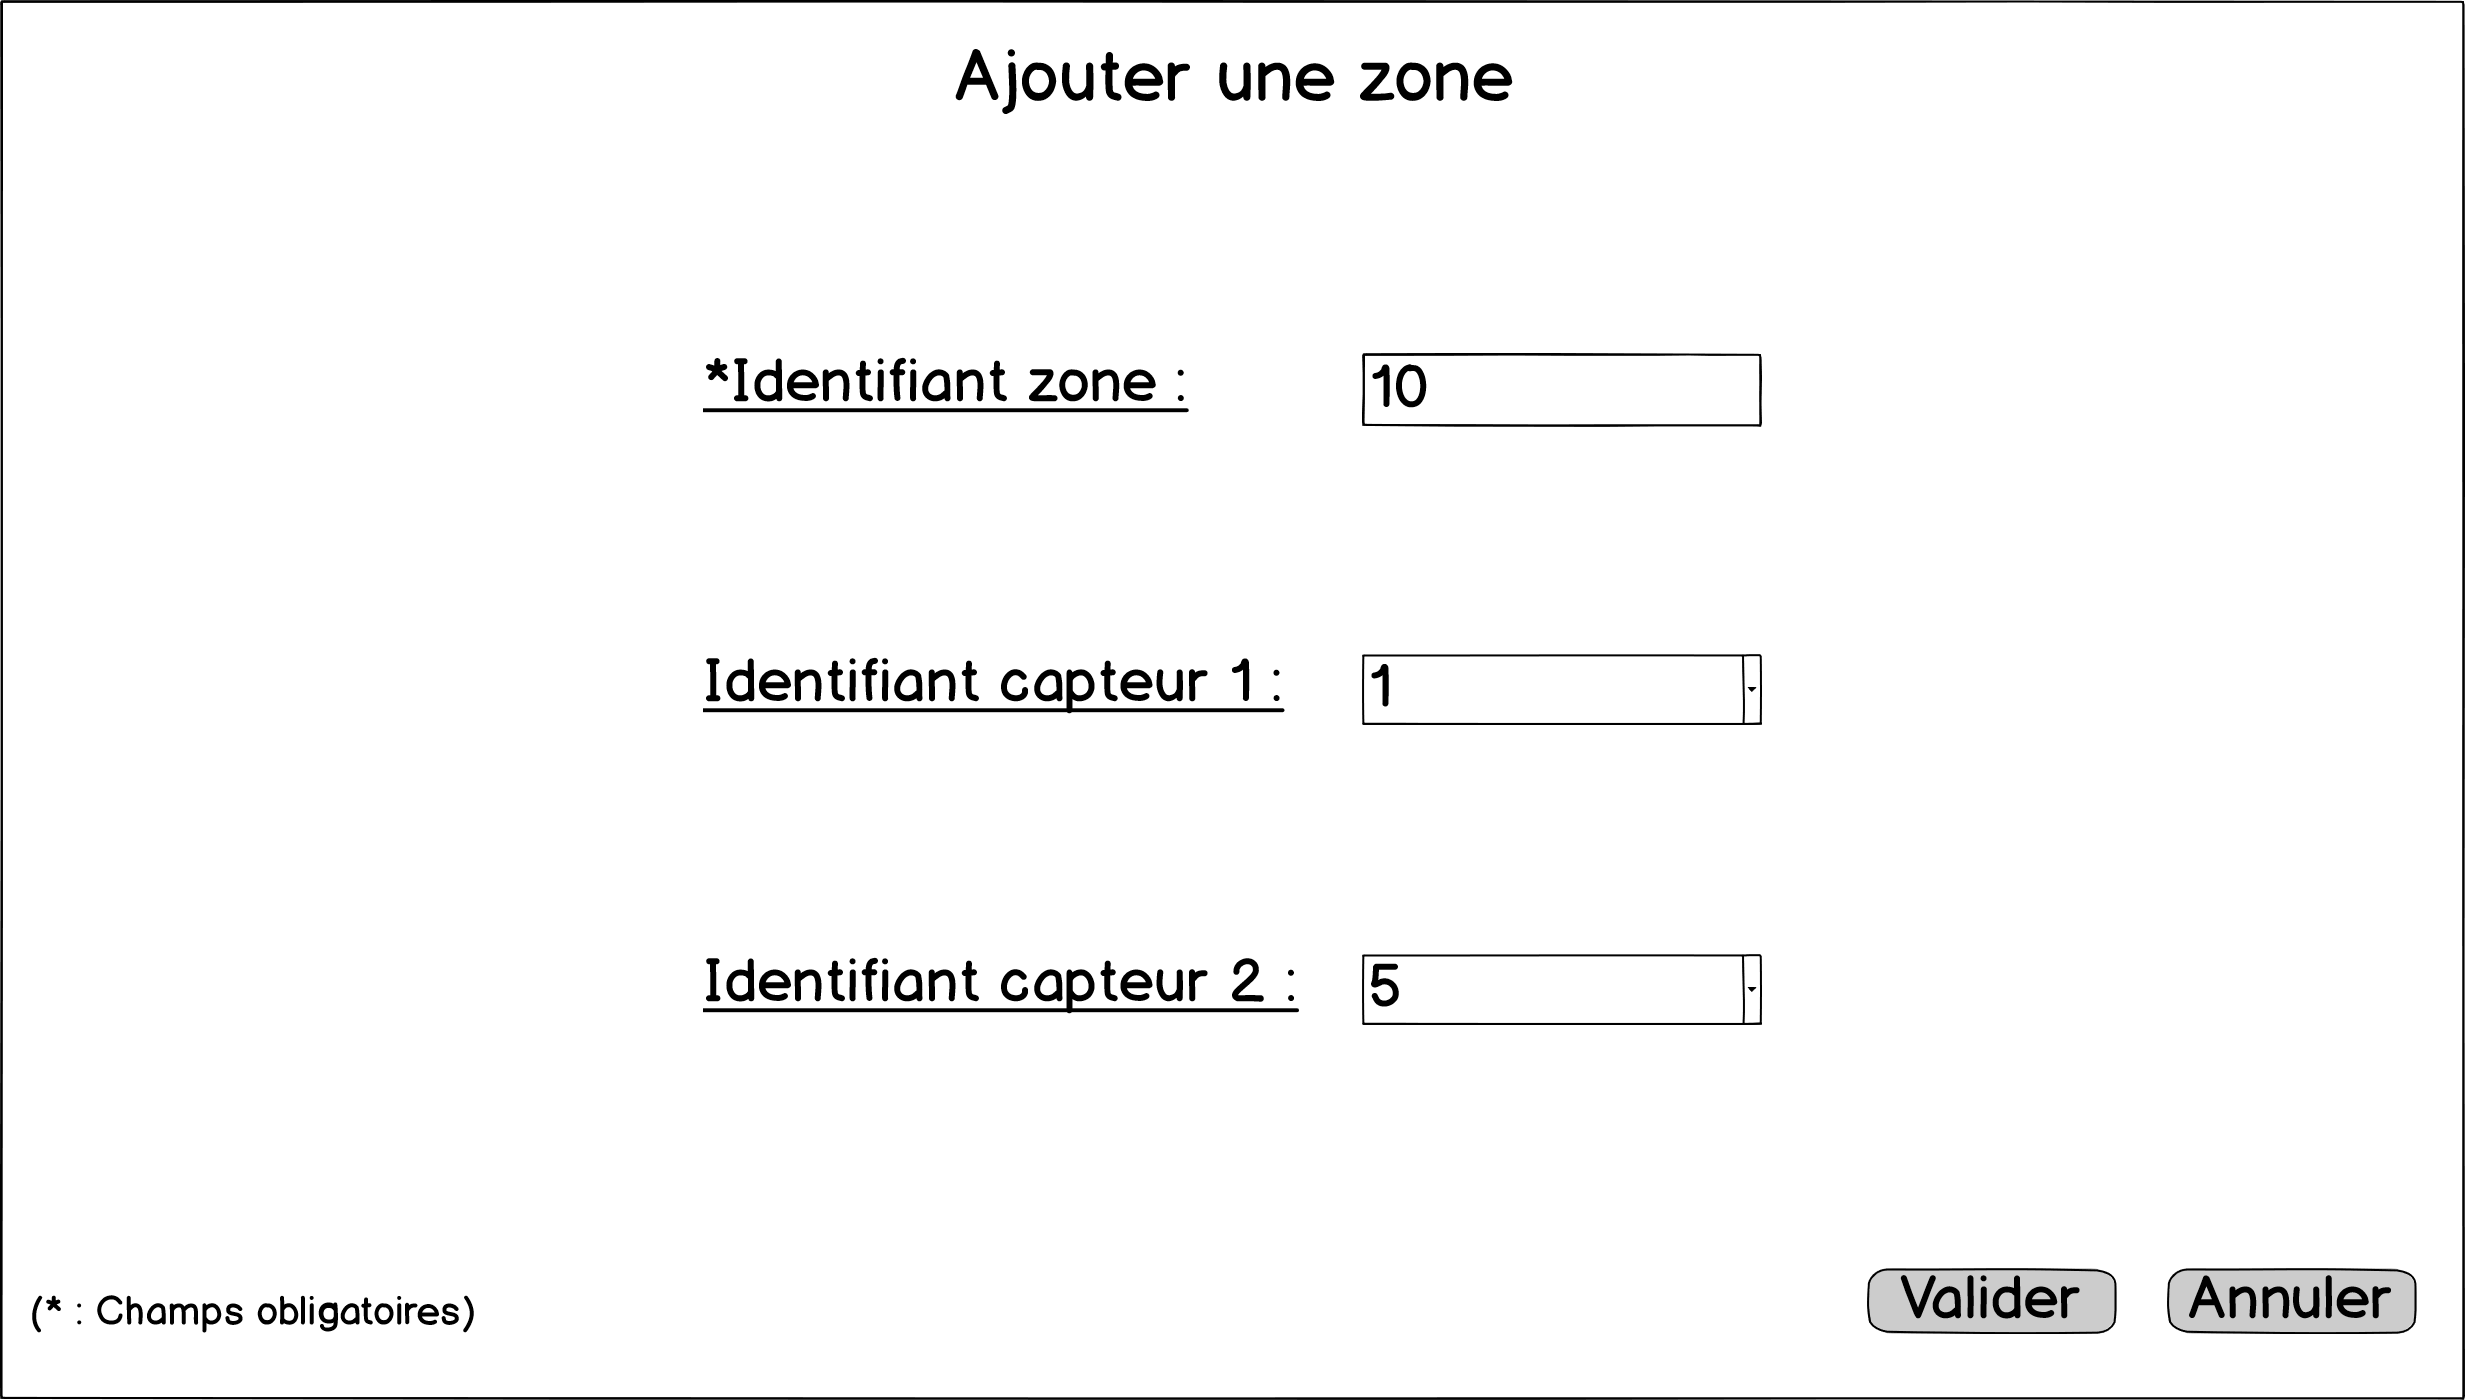 Ajouter une zone
*Identifiant zone : 10
Identifiant capteur 1 : 1
Identifiant capteur 2 : 5
(* : Champs obligatoires) Valider Annuler